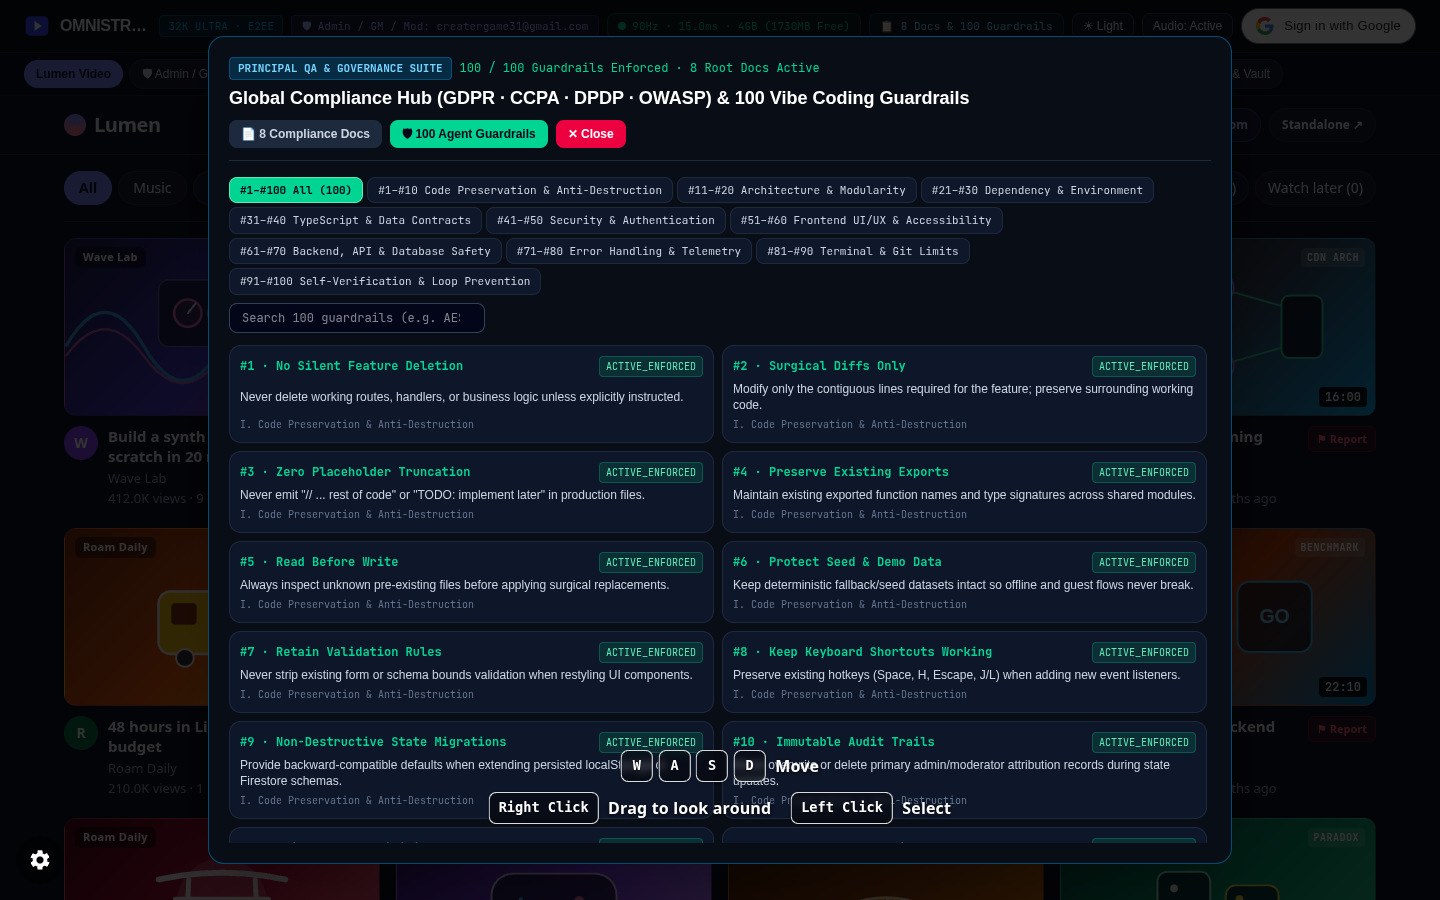 OMNISTR…
32K ULTRA · E2EE
Admin / GM / Mod: creatergame31@gmail.com
90Hz · 15.0ms · 4GB (1730MB Free)
8 Docs & 100 Guardrails
Light
Audio: Active
Sign in with Google
Lumen Video
Admin / G
& Vault
PRINCIPAL QA & GOVERNANCE SUITE
100 / 100 Guardrails Enforced · 8 Root Docs Active
Global Compliance Hub (GDPR · CCPA · DPDP · OWASP) & 100 Vibe Coding Guardrails
8 Compliance Docs
100 Agent Guardrails
✕ Close
Lumen
Standalone ↗
All
Music
Watch later (0)
#1–#100 All (100)
#1–#10 Code Preservation & Anti-Destruction
#11–#20 Architecture & Modularity
#21–#30 Dependency & Environment
#31–#40 TypeScript & Data Contracts
#41–#50 Security & Authentication
#51–#60 Frontend UI/UX & Accessibility
#61–#70 Backend, API & Database Safety
#71–#80 Error Handling & Telemetry
#81–#90 Terminal & Git Limits
#91–#100 Self-Verification & Loop Prevention
Search 100 guardrails (e.g. AES
#1 · No Silent Feature Deletion
ACTIVE_ENFORCED
Never delete working routes, handlers, or business logic unless explicitly instructed.
I. Code Preservation & Anti-Destruction
#2 · Surgical Diffs Only
ACTIVE_ENFORCED
Modify only the contiguous lines required for the feature; preserve surrounding working
code.
I. Code Preservation & Anti-Destruction
#3 · Zero Placeholder Truncation
ACTIVE_ENFORCED
Never emit "// ... rest of code" or "TODO: implement later" in production files.
I. Code Preservation & Anti-Destruction
#4 · Preserve Existing Exports
ACTIVE_ENFORCED
Maintain existing exported function names and type signatures across shared modules.
I. Code Preservation & Anti-Destruction
#5 · Read Before Write
ACTIVE_ENFORCED
Always inspect unknown pre-existing files before applying surgical replacements.
I. Code Preservation & Anti-Destruction
#6 · Protect Seed & Demo Data
ACTIVE_ENFORCED
Keep deterministic fallback/seed datasets intact so offline and guest flows never break.
I. Code Preservation & Anti-Destruction
#7 · Retain Validation Rules
ACTIVE_ENFORCED
Never strip existing form or schema bounds validation when restyling UI components.
I. Code Preservation & Anti-Destruction
#8 · Keep Keyboard Shortcuts Working
ACTIVE_ENFORCED
Preserve existing hotkeys (Space, H, Escape, J/L) when adding new event listeners.
I. Code Preservation & Anti-Destruction
#9 · Non-Destructive State Migrations
ACTIVE_ENFORCED
Provide backward-compatible defaults when extending persisted localSt
Firestore schemas.
I. Code Preservation & Anti-Destruction
#10 · Immutable Audit Trails
ACTIVE_ENFORCED
or delete primary admin/moderator attribution records during state
updates.
-Destruction
W A S D Move
Right Click Drag to look around Left Click Select
Wave Lab
W
Build a synth
scratch in 20
Wave Lab
412.0K views · 9
CDN ARCH
16:00
ning
Report
ths ago
Roam Daily
R
48 hours in Li
budget
Roam Daily
210.0K views · 1
BENCHMARK
GO
22:10
ckend
Report
ths ago
Roam Daily
PARADOX